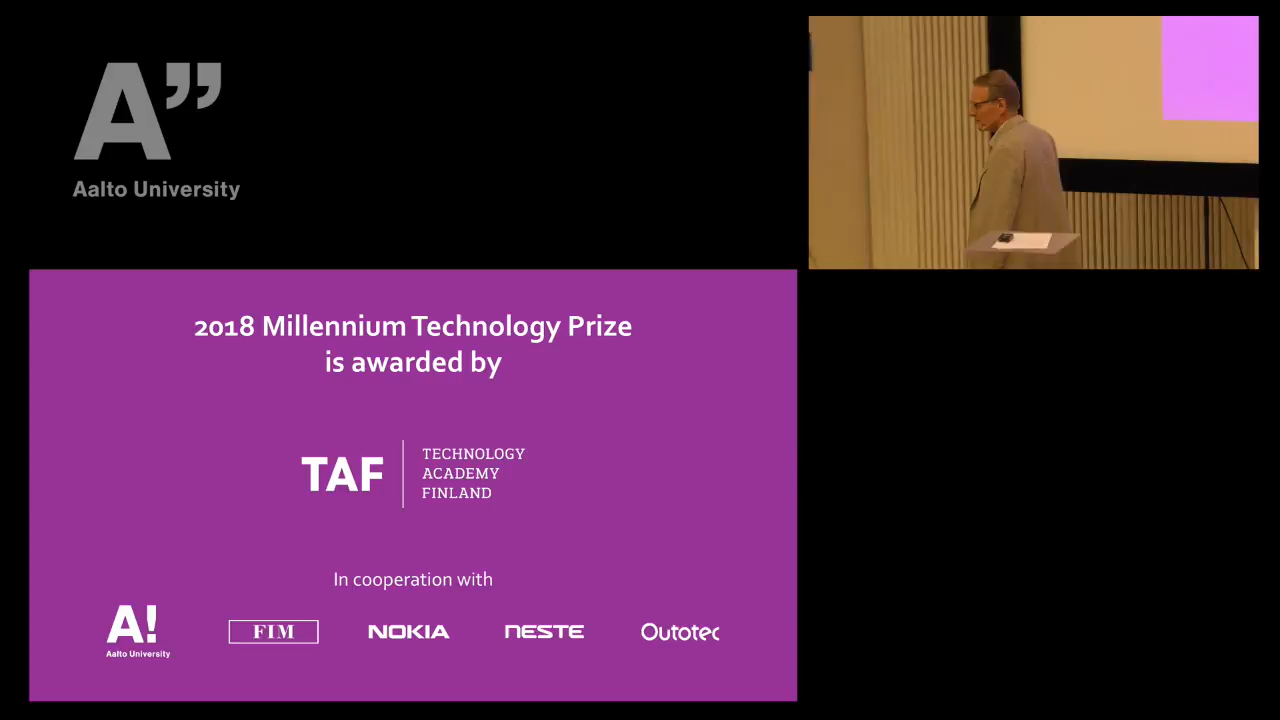 A”
Aalto University
2018 Millennium Technology Prize
is awarded by
TAF
TECHNOLOGY
ACADEMY
FINLAND
In cooperation with
A!
Aalto University
FIM
NOKIA
NESTE
Outotec